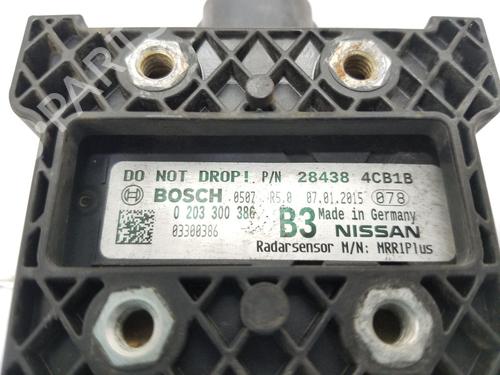 DO NOT DROP! P/N 28438 4CB1B
BOSCH 0507 R5.0 07.01.2015 078
0 203 300 386 B3 Made in Germany
03300386 NISSAN
Radarsensor M/N: MRR1Plus